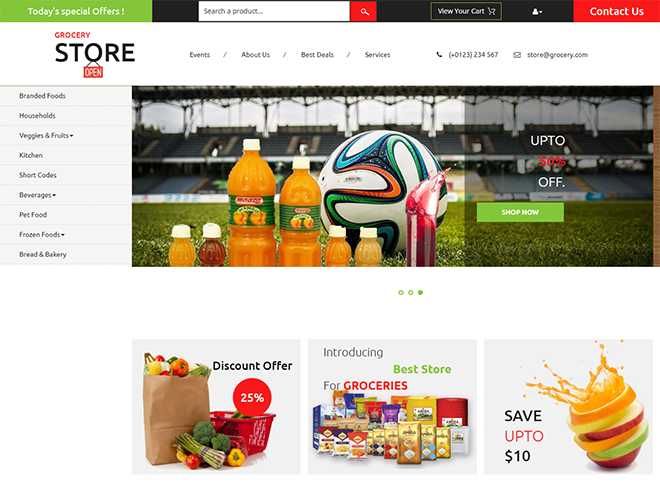 Today's special Offers !
Search a product...
View Your Cart
Contact Us
GROCERY
STORE
OPEN
Events / About Us / Best Deals / Services
(+0123) 234 567
store@grocery.com
Branded Foods
Households
Veggies & Fruits
Kitchen
Short Codes
Beverages
Pet Food
Frozen Foods
Bread & Bakery
UPTO
50%
OFF.
SHOP NOW
Discount Offer
25%
Introducing
Best Store
For GROCERIES
SAVE
UPTO
$10